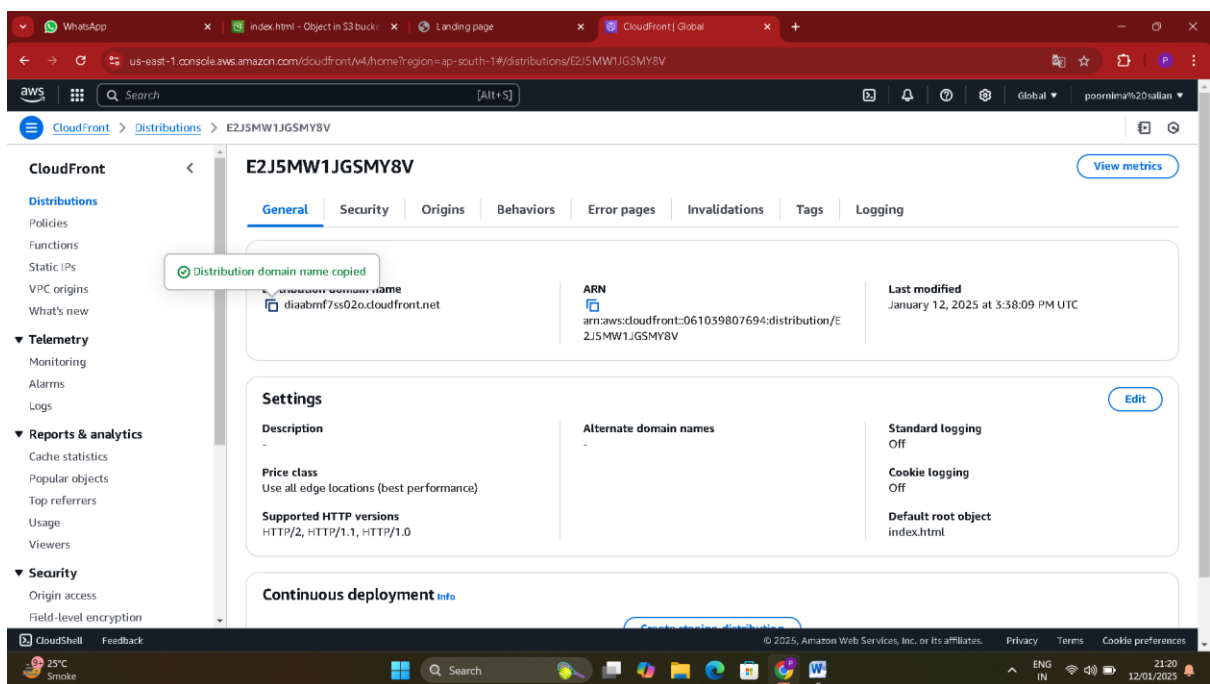 WhatsApp
index.html - Object in S3 bucke
Landing page
CloudFront | Global
us-east-1.console.aws.amazon.com/cloudfront/v4/home?region=ap-south-1#/distributions/E2J5MW1JGSMY8V
P
aws
Search
[Alt+S]
Global
poornima%20salian
CloudFront > Distributions > E2J5MW1JGSMY8V
CloudFront
Distributions
Policies
Functions
Static IPs
VPC origins
What's new
Telemetry
Monitoring
Alarms
Logs
Reports & analytics
Cache statistics
Popular objects
Top referrers
Usage
Viewers
Security
Origin access
Field-level encryption
E2J5MW1JGSMY8V
View metrics
General Security Origins Behaviors Error pages Invalidations Tags Logging
Distribution domain name copied
domain name
diaabmf7ss02o.cloudfront.net
ARN
arn:aws:cloudfront::061039807694:distribution/E
2J5MW1JGSMY8V
Last modified
January 12, 2025 at 3:38:09 PM UTC
Settings
Edit
Description
-
Price class
Use all edge locations (best performance)
Supported HTTP versions
HTTP/2, HTTP/1.1, HTTP/1.0
Alternate domain names
-
Standard logging
Off
Cookie logging
Off
Default root object
index.html
Continuous deployment Info
Create staging distribution
CloudShell Feedback
© 2025, Amazon Web Services, Inc. or its affiliates. Privacy Terms Cookie preferences
9+
25°C
Smoke
Search
ENG
IN
21:20
12/01/2025